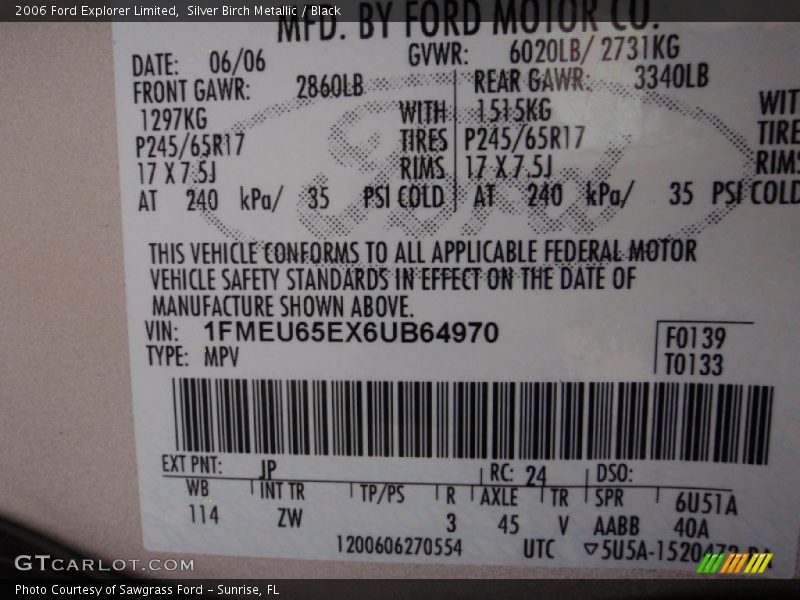 2006 Ford Explorer Limited, Silver Birch Metallic / Black
MFD. BY FORD MOTOR CO.
DATE: 06/06 GVWR: 6020LB/ 2731KG
FRONT GAWR: 2860LB REAR GAWR: 3340LB
1297KG WITH 1515KG WIT
P245/65R17 TIRES P245/65R17 TIRE
17 X 7.5J RIMS 17 X 7.5J RIMS
AT 240 kPa/ 35 PSI COLD AT 240 kPa/ 35 PSI COLD
Ford
THIS VEHICLE CONFORMS TO ALL APPLICABLE FEDERAL MOTOR
VEHICLE SAFETY STANDARDS IN EFFECT ON THE DATE OF
MANUFACTURE SHOWN ABOVE.
VIN: 1FMEU65EX6UB64970 F0139
TYPE: MPV T0133
EXT PNT: JP RC: 24 DSO:
WB INT TR TP/PS R AXLE TR SPR 6U51A
114 ZW 3 45 V AABB 40A
1200606270554 UTC
GTCARLOT.COM
Photo Courtesy of Sawgrass Ford - Sunrise, FL